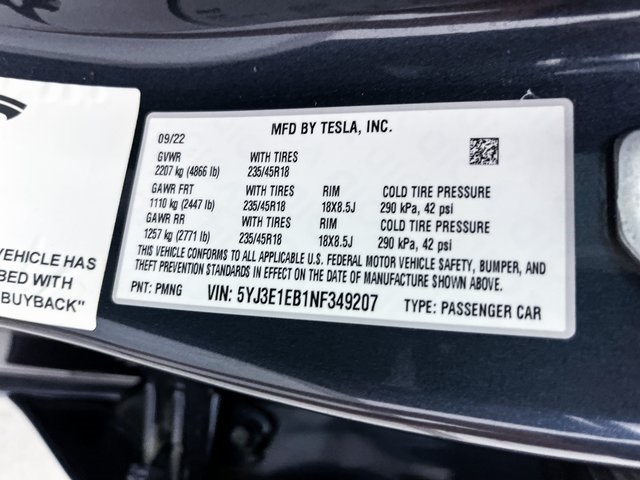 MFD BY TESLA, INC.
09/22
GVWR WITH TIRES
2207 kg (4866 lb) 235/45R18
GAWR FRT WITH TIRES RIM COLD TIRE PRESSURE
1110 kg (2447 lb) 235/45R18 18X8.5J 290 kPa, 42 psi
GAWR RR WITH TIRES RIM COLD TIRE PRESSURE
1257 kg (2771 lb) 235/45R18 18X8.5J 290 kPa, 42 psi
THIS VEHICLE CONFORMS TO ALL APPLICABLE U.S. FEDERAL MOTOR VEHICLE SAFETY, BUMPER, AND
THEFT PREVENTION STANDARDS IN EFFECT ON THE DATE OF MANUFACTURE SHOWN ABOVE.
PNT: PMNG VIN: 5YJ3E1EB1NF349207 TYPE: PASSENGER CAR
VEHICLE HAS
BED WITH
BUYBACK"